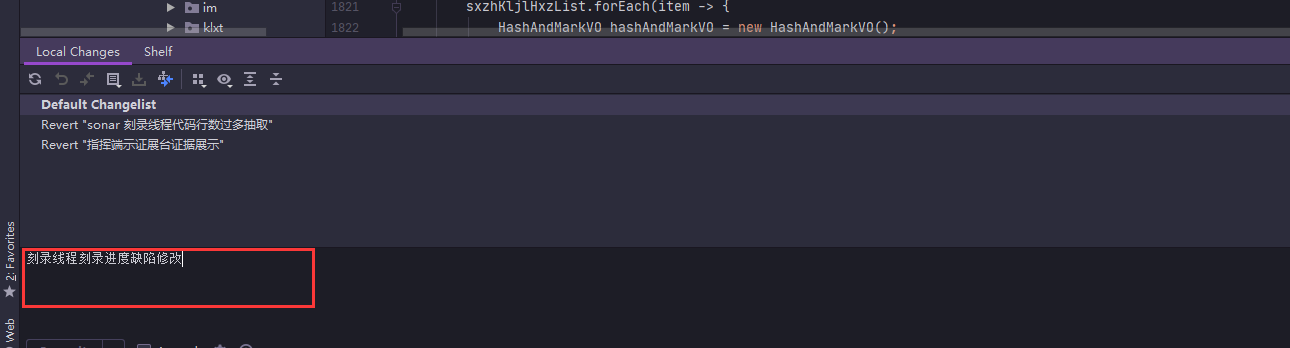 im
klxt
1821 sxzhKljlHxzList.forEach(item -> {
1822 HashAndMarkVO hashAndMarkVO = new HashAndMarkVO();
Local Changes Shelf
Default Changelist
Revert "sonar 刻录线程代码行数过多抽取"
Revert "指挥端示证展台证据展示"
2: Favorites
刻录线程刻录进度缺陷修改
Web